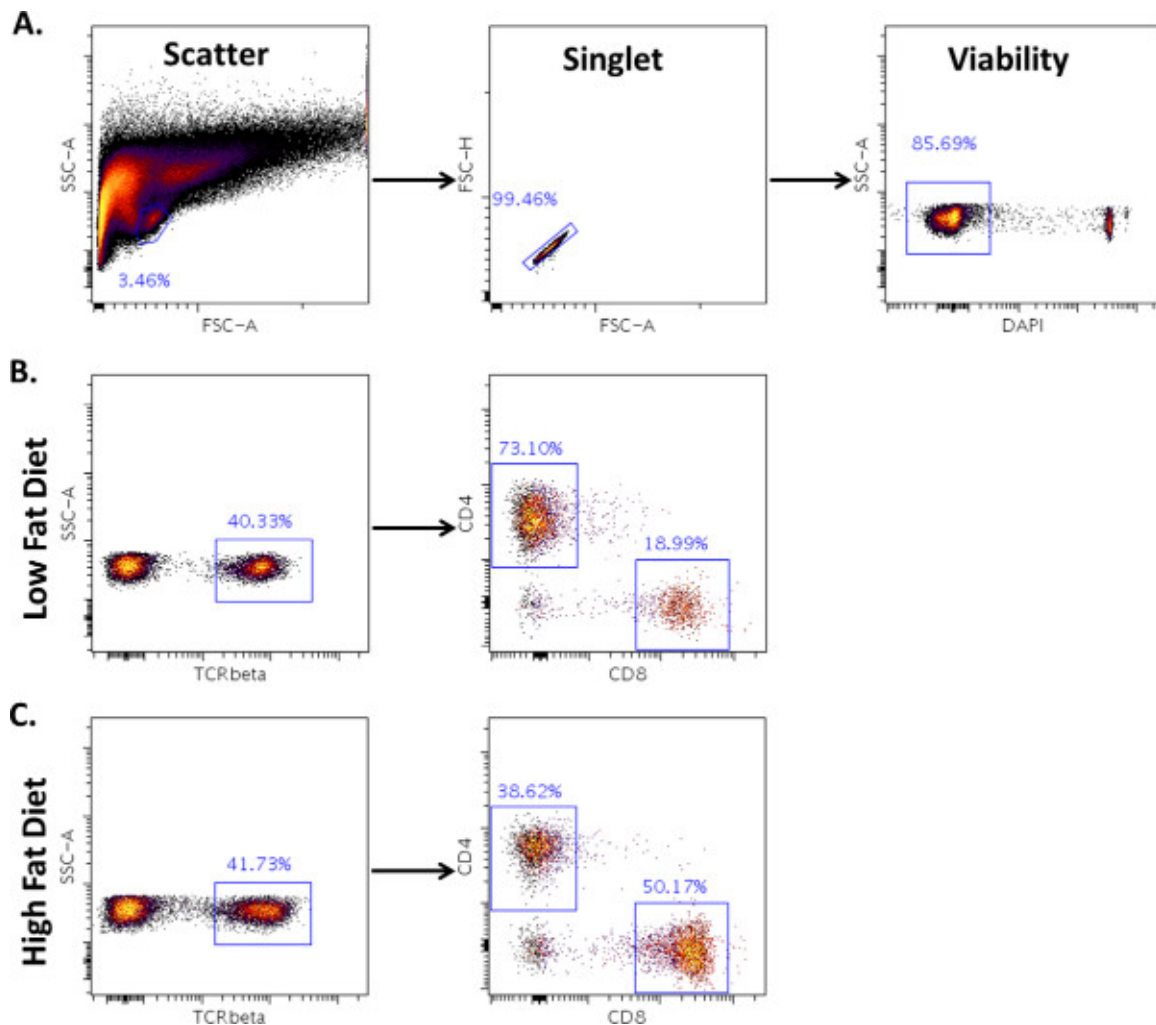 A.
Scatter
SSC-A
3.46%
FSC-A
Singlet
FSC-H
99.46%
FSC-A
Viability
SSC-A
85.69%
DAPI
B.
Low Fat Diet
SSC-A
40.33%
TCRbeta
CD4
73.10%
18.99%
CD8
C.
High Fat Diet
SSC-A
41.73%
TCRbeta
CD4
38.62%
50.17%
CD8